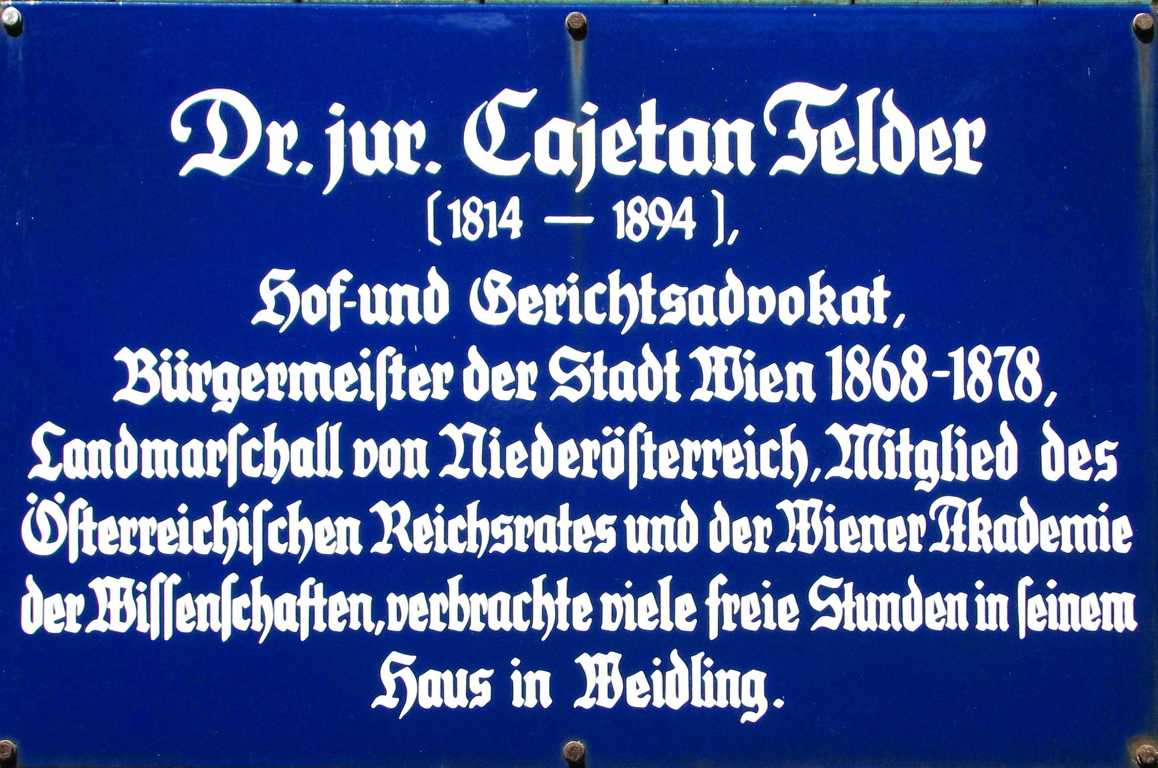 Dr. jur. Cajetan Felder
(1814 — 1894),
Hof-und Gerichtsadvokat,
Bürgermeiſter der Stadt Wien 1868-1878,
Landmarſchall von Niederöſterreich, Mitglied des
Öſterreichiſchen Reichsrates und der Wiener Akademie
der Wiſſenſchaften, verbrachte viele freie Stunden in ſeinem
Haus in Weidling.